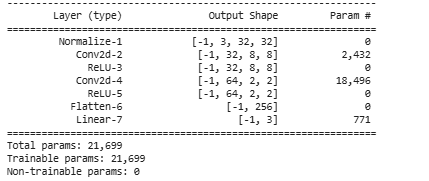 ----------------------------------------------------------------
Layer (type) Output Shape Param #
================================================================
Normalize-1 [-1, 3, 32, 32] 0
Conv2d-2 [-1, 32, 8, 8] 2,432
ReLU-3 [-1, 32, 8, 8] 0
Conv2d-4 [-1, 64, 2, 2] 18,496
ReLU-5 [-1, 64, 2, 2] 0
Flatten-6 [-1, 256] 0
Linear-7 [-1, 3] 771
================================================================
Total params: 21,699
Trainable params: 21,699
Non-trainable params: 0